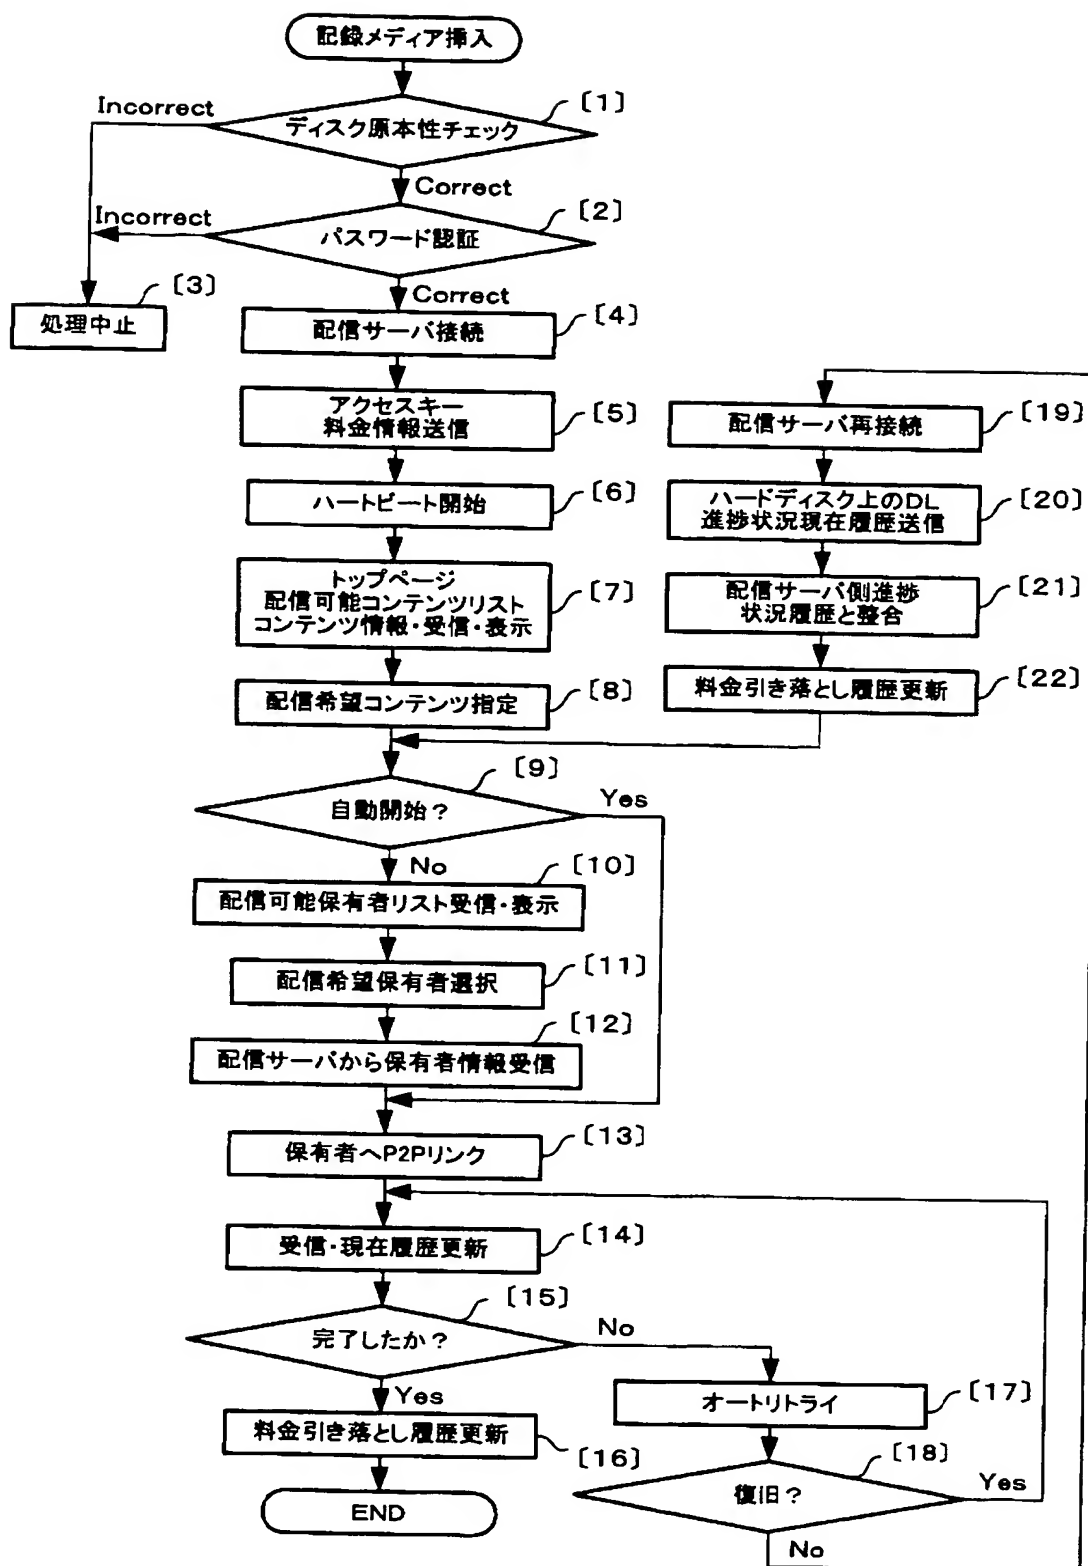 記録メディア挿入
Incorrect
ディスク原本性チェック
[1]
Correct
Incorrect
パスワード認証
[2]
Correct
処理中止
[3]
配信サーバ接続
[4]
アクセスキー
料金情報送信
[5]
ハートビート開始
[6]
トップページ
配信可能コンテンツリスト
コンテンツ情報・受信・表示
[7]
配信希望コンテンツ指定
[8]
自動開始?
[9]
Yes
No
配信可能保有者リスト受信・表示
[10]
配信希望保有者選択
[11]
配信サーバから保有者情報受信
[12]
保有者へP2Pリンク
[13]
受信・現在履歴更新
[14]
完了したか?
[15]
No
Yes
料金引き落とし履歴更新
[16]
END
オートリトライ
[17]
復旧?
[18]
Yes
No
配信サーバ再接続
[19]
ハードディスク上のDL
進捗状況現在履歴送信
[20]
配信サーバ側進捗
状況履歴と整合
[21]
料金引き落とし履歴更新
[22]